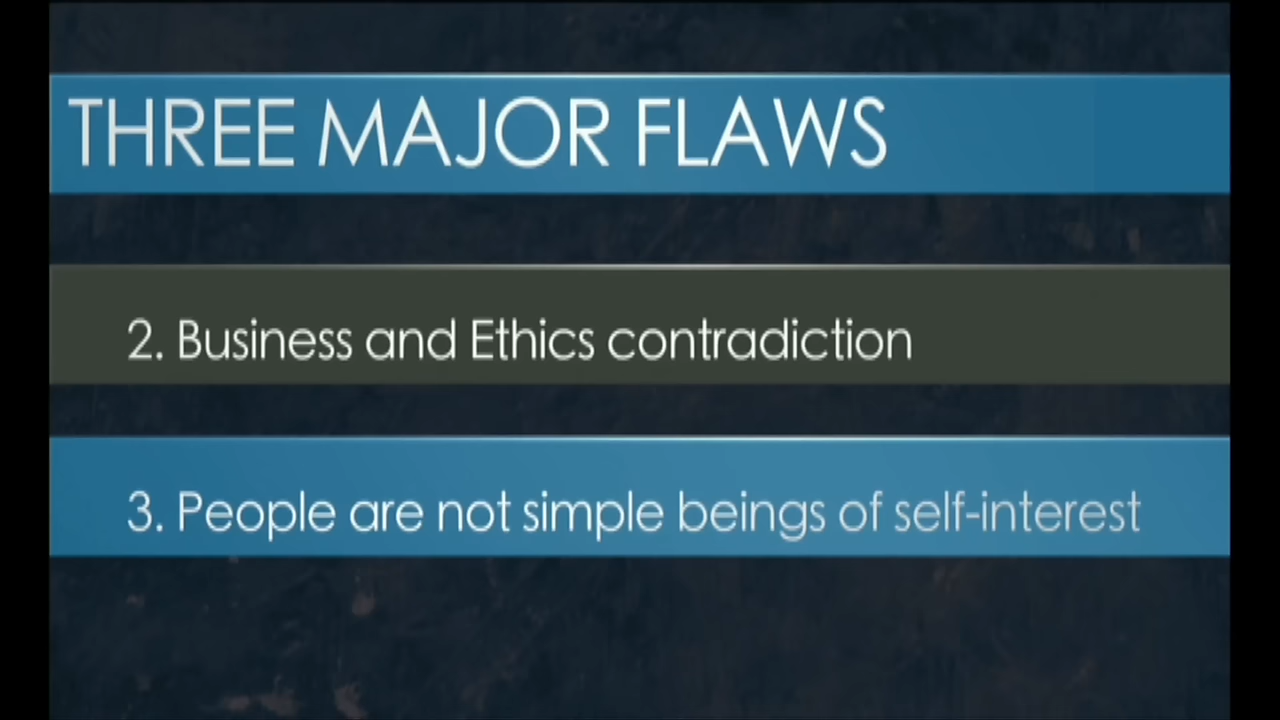 THREE MAJOR FLAWS
2. Business and Ethics contradiction
3. People are not simple beings of self-interest